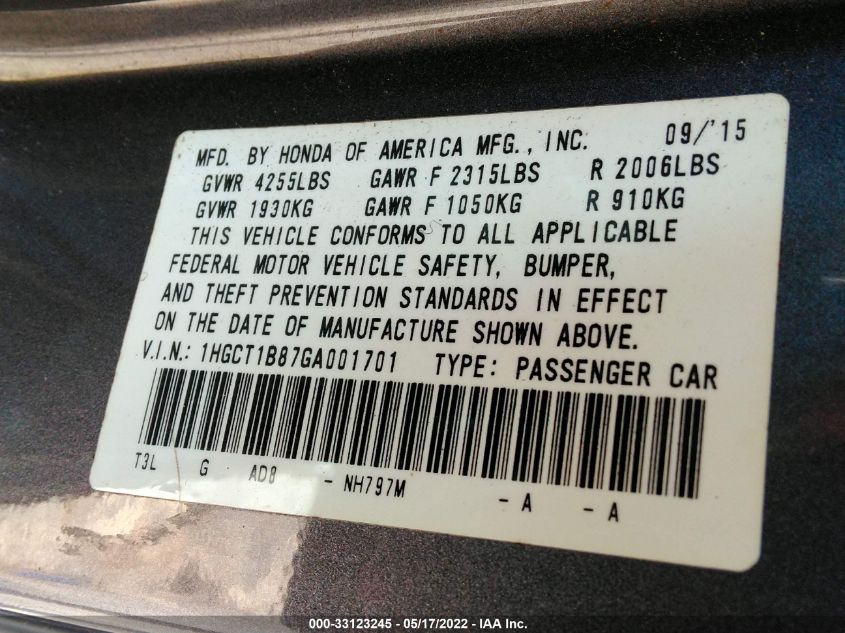 MFD. BY HONDA OF AMERICA MFG., INC. 09/'15
GVWR 4255LBS GAWR F 2315LBS R 2006LBS
GVWR 1930KG GAWR F 1050KG R 910KG
THIS VEHICLE CONFORMS TO ALL APPLICABLE
FEDERAL MOTOR VEHICLE SAFETY, BUMPER,
AND THEFT PREVENTION STANDARDS IN EFFECT
ON THE DATE OF MANUFACTURE SHOWN ABOVE.
V.I.N.: 1HGCT1B87GA001701 TYPE: PASSENGER CAR
T3L G AD8 - NH797M - A - A
000-33123245 - 05/17/2022 - IAA Inc.